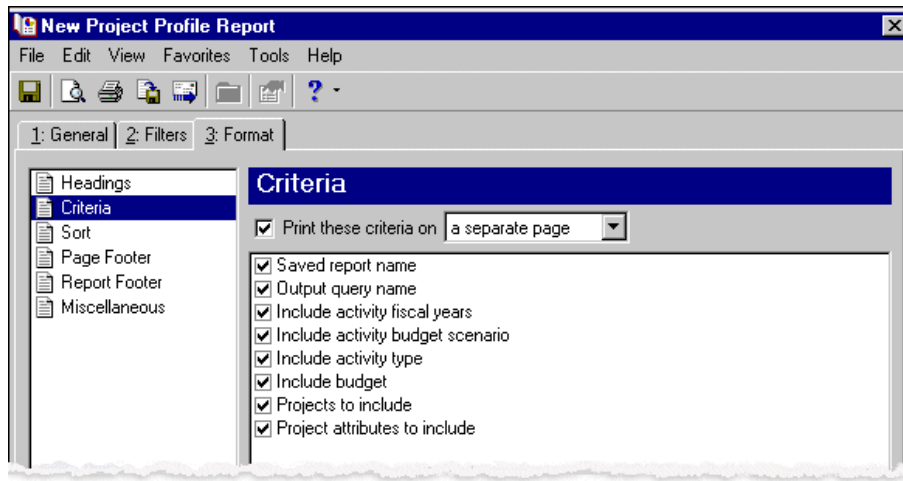 New Project Profile Report
File Edit View Favorites Tools Help
?
1: General 2: Filters 3: Format
Headings
Criteria
Sort
Page Footer
Report Footer
Miscellaneous
Criteria
Print these criteria on a separate page
Saved report name
Output query name
Include activity fiscal years
Include activity budget scenario
Include activity type
Include budget
Projects to include
Project attributes to include